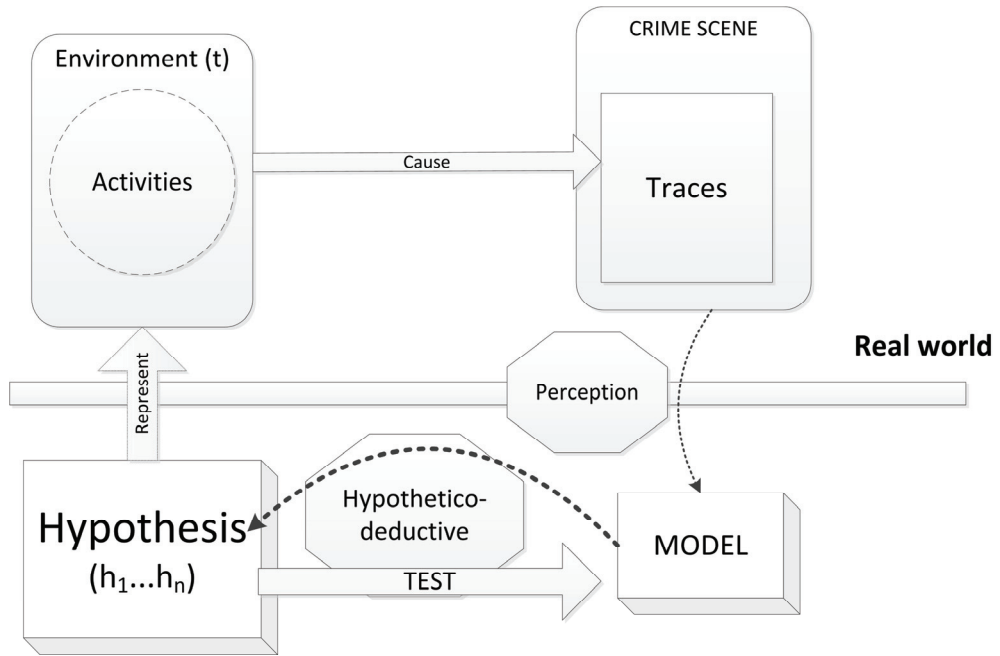 CRIME SCENE
Environment (t)
Activities
Cause
Traces
Real world
Represent
Perception
Hypothetico-
deductive
Hypothesis
(h₁...hₙ)
TEST
MODEL